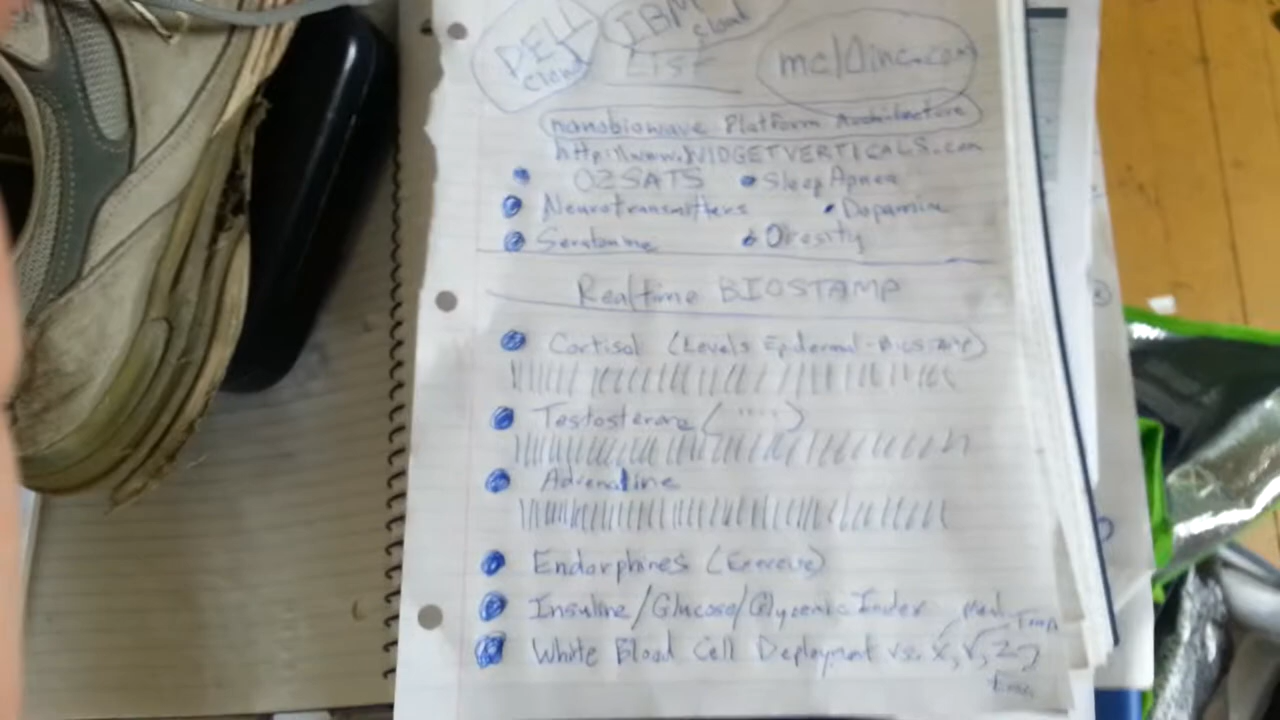 DELL cloud
IBM cloud
LIST
mc10inc.com
nanobiowave Platform Architecture
http://www.WIDGETVERTICALS.com
O2SATS • Sleep Apnea
Neurotransmitters • Dopamine
• Obesity
Realtime BIOSTAMP
Cortisol (Levels Epidermal-BIOSTAMP)
Testosterone (····)
Adrenaline
Endorphines (Exercise)
Insuline/Glucose/Glycemic Index
White Blood Cell Deployment vs. X, Y, Z